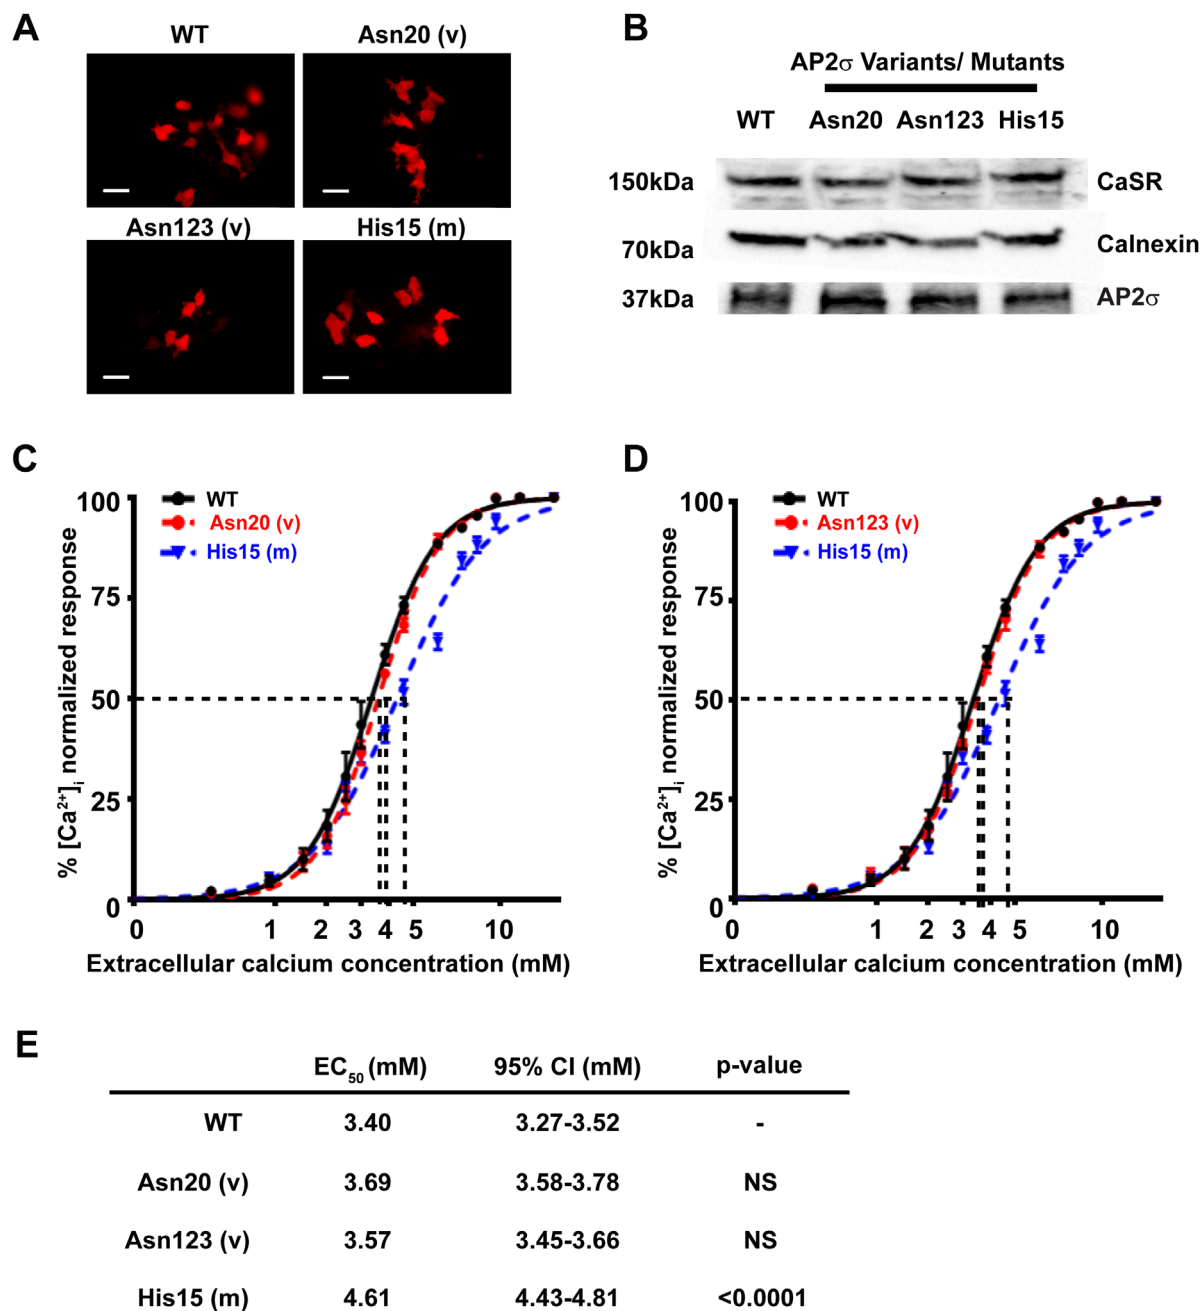 A
WT
Asn20 (v)
Asn123 (v)
His15 (m)
B
AP2σ Variants/ Mutants
WT Asn20 Asn123 His15
150kDa CaSR
70kDa Calnexin
37kDa AP2σ
C
% [Ca²⁺]ᵢ normalized response
100
75
50
25
0
WT
Asn20 (v)
His15 (m)
0 1 2 3 4 5 10
Extracellular calcium concentration (mM)
D
% [Ca²⁺]ᵢ normalized response
100
75
50
25
0
WT
Asn123 (v)
His15 (m)
0 1 2 3 4 5 10
Extracellular calcium concentration (mM)
E
EC₅₀ (mM) 95% CI (mM) p-value
WT 3.40 3.27-3.52 -
Asn20 (v) 3.69 3.58-3.78 NS
Asn123 (v) 3.57 3.45-3.66 NS
His15 (m) 4.61 4.43-4.81 <0.0001